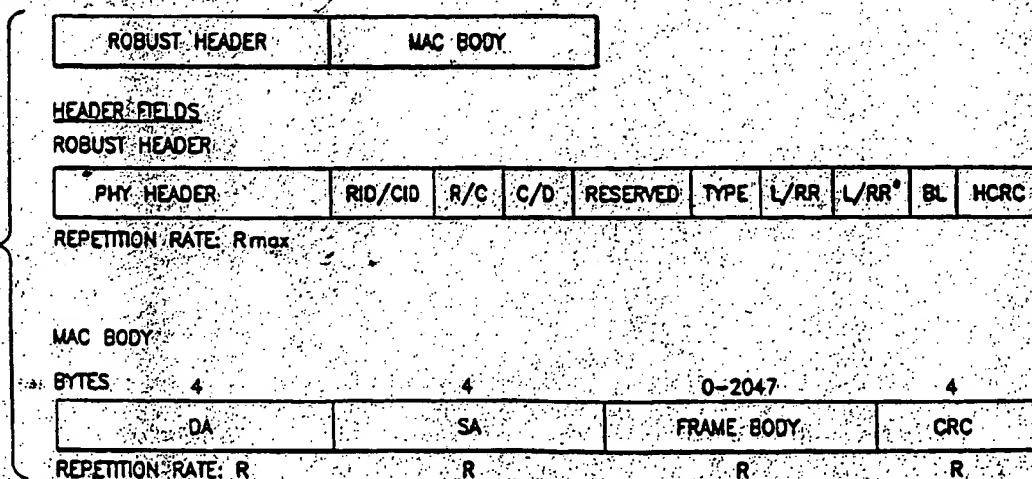 ROBUST HEADER MAC BODY
HEADER FIELDS
ROBUST HEADER
PHY HEADER RID/CID R/C C/D RESERVED TYPE L/RR L/RR* BL HCRC
REPETITION RATE: Rmax
MAC BODY
BYTES 4 4 0-2047 4
DA SA FRAME BODY CRC
REPETITION RATE: R R R R